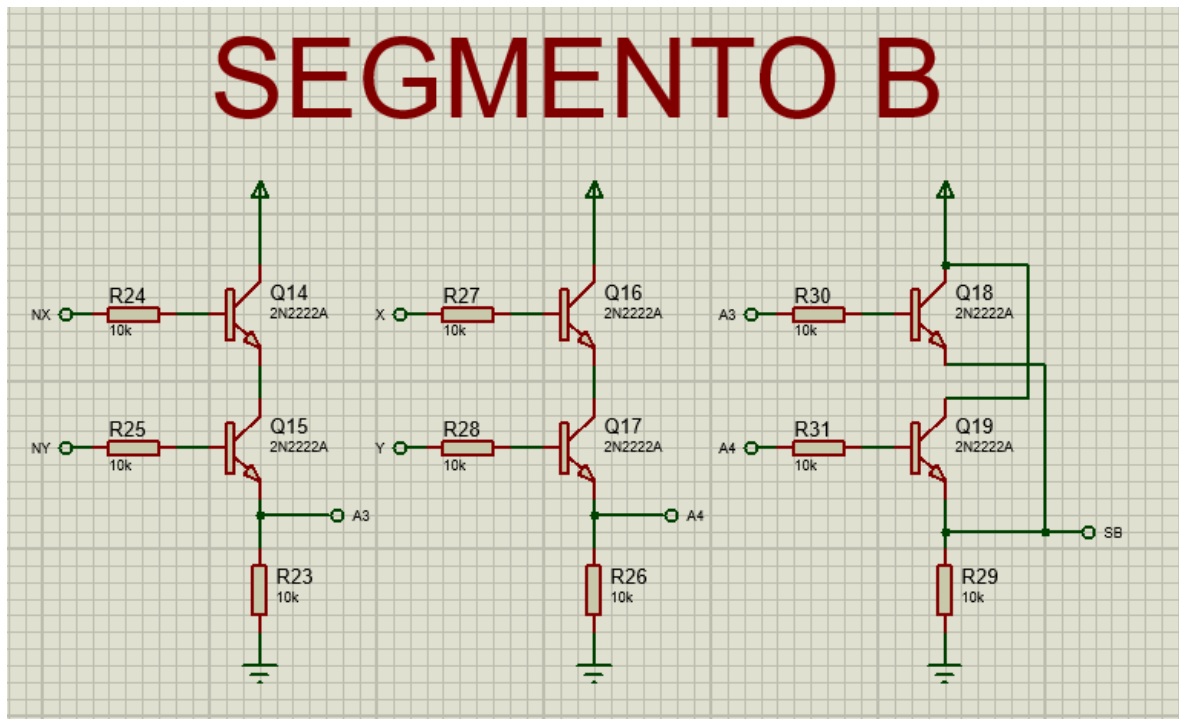 SEGMENTO B
NX
R24
10k
Q14
2N2222A
X
R27
10k
Q16
2N2222A
A3
R30
10k
Q18
2N2222A
NY
R25
10k
Q15
2N2222A
Y
R28
10k
Q17
2N2222A
A4
R31
10k
Q19
2N2222A
A3
A4
SB
R23
10k
R26
10k
R29
10k